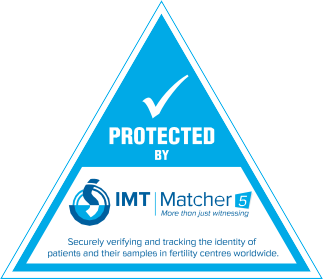 PROTECTED
BY
IMT Matcher 5
More than just witnessing
Securely verifying and tracking the identity of
patients and their samples in fertility centres worldwide.